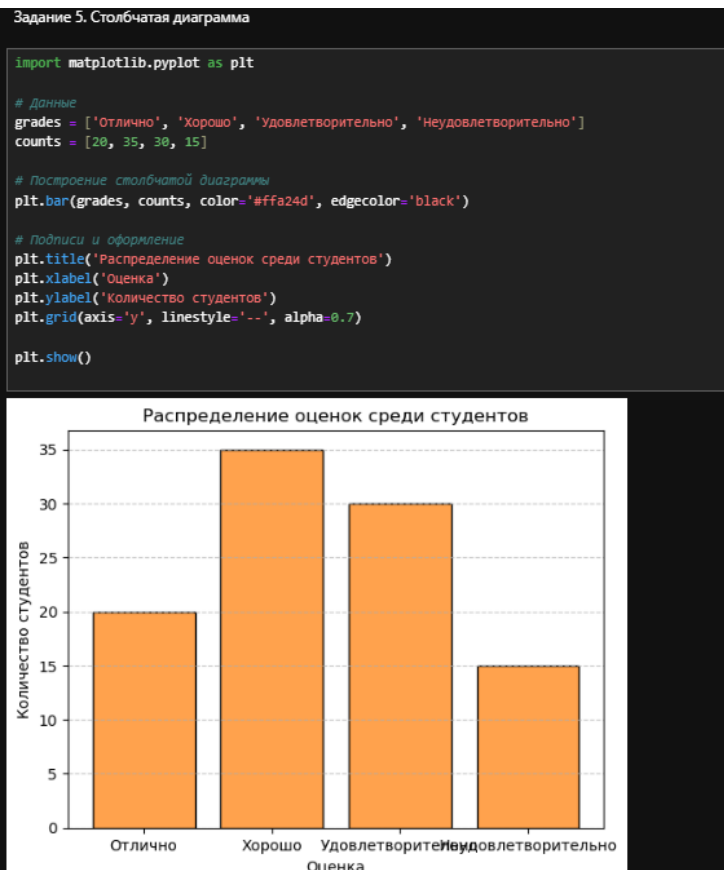 Задание 5. Столбчатая диаграмма
import matplotlib.pyplot as plt
# Данные
grades = ['Отлично', 'Хорошо', 'Удовлетворительно', 'Неудовлетворительно']
counts = [20, 35, 30, 15]
# Построение столбчатой диаграммы
plt.bar(grades, counts, color='#ffa24d', edgecolor='black')
# Подписи и оформление
plt.title('Распределение оценок среди студентов')
plt.xlabel('Оценка')
plt.ylabel('Количество студентов')
plt.grid(axis='y', linestyle='--', alpha=0.7)
plt.show()
Распределение оценок среди студентов
Количество студентов
35
30
25
20
15
10
5
0
Отлично Хорошо Удовлетворительно Неудовлетворительно
Оценка